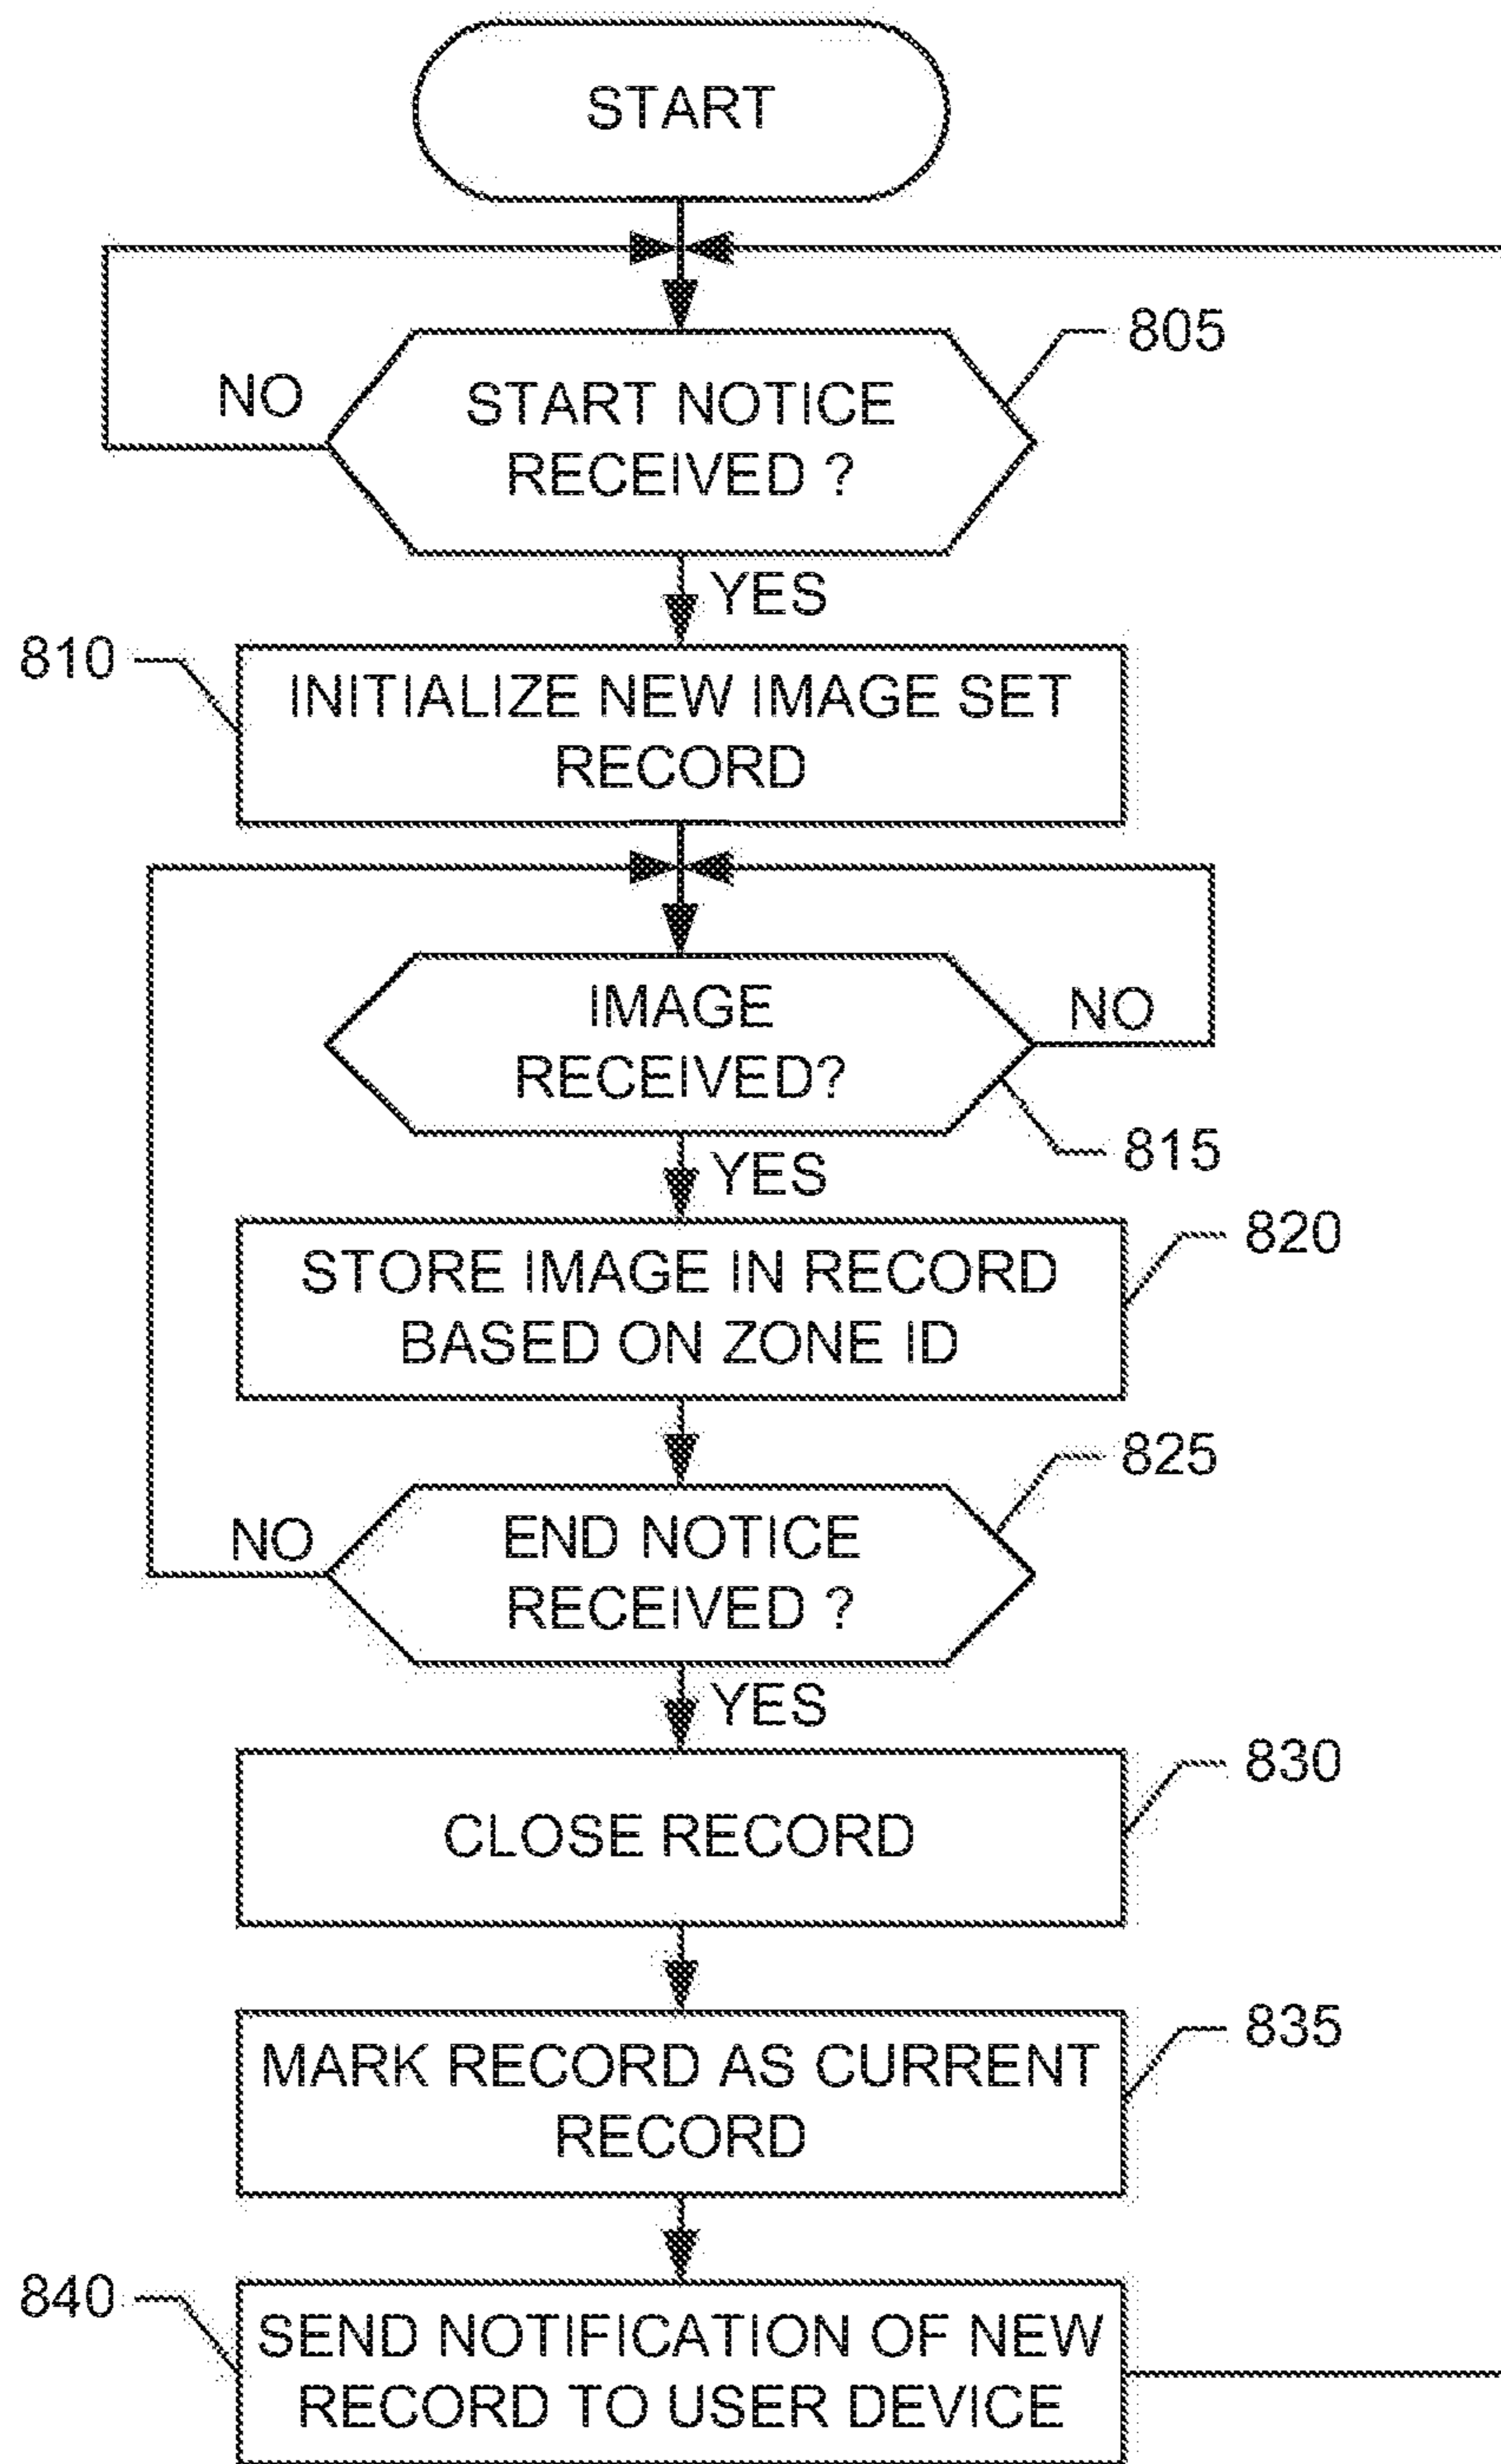 START
805
NO
START NOTICE
RECEIVED ?
YES
810
INITIALIZE NEW IMAGE SET
RECORD
IMAGE
RECEIVED?
NO
815
YES
820
STORE IMAGE IN RECORD
BASED ON ZONE ID
825
NO
END NOTICE
RECEIVED ?
YES
830
CLOSE RECORD
835
MARK RECORD AS CURRENT
RECORD
840
SEND NOTIFICATION OF NEW
RECORD TO USER DEVICE